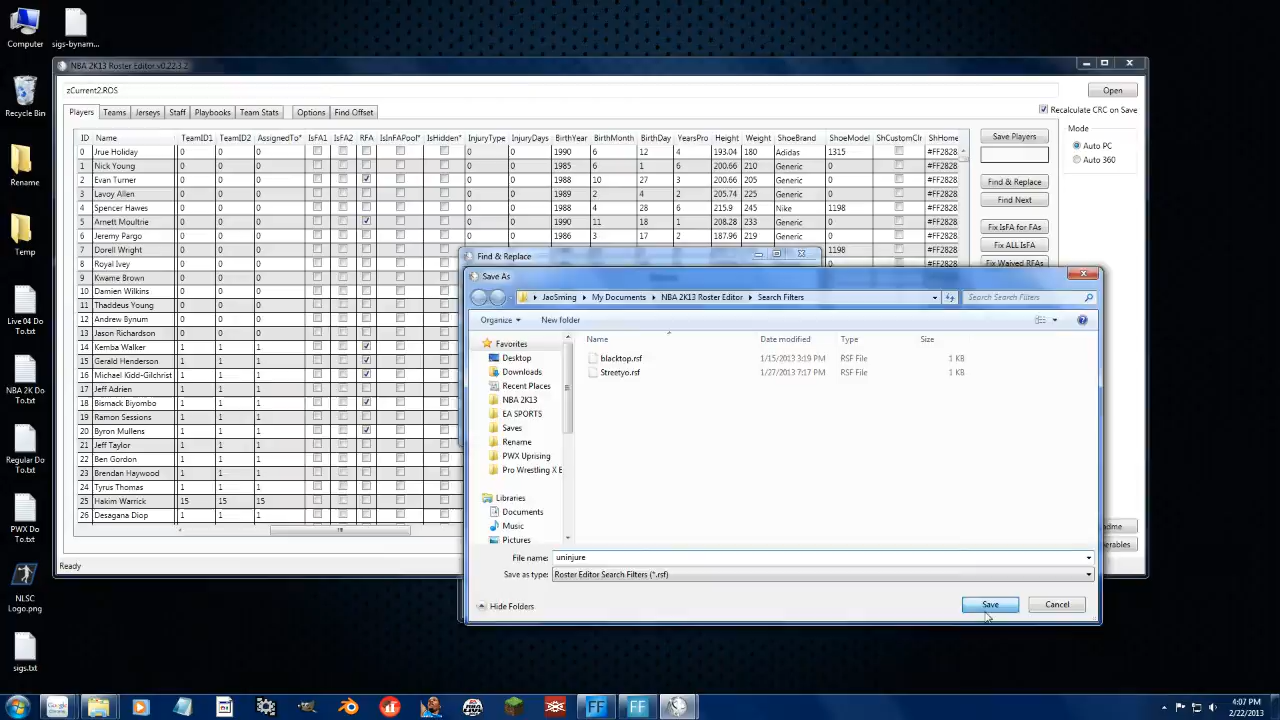 Computer
sigs-bynam...
Recycle Bin
Rename
Temp
Live 04 Do
To.txt
NBA 2K Do
To.txt
Regular Do
To.txt
PWX Do
To.txt
NLSC
Logo.png
sigs.txt
NBA 2K13 Roster Editor v0.22.3.2
zCurrent2.ROS
Open
Players Teams Jerseys Staff Playbooks Team Stats Options Find Offset
Recalculate CRC on Save
ID Name TeamID1 TeamID2 AssignedTo* IsFA1 IsFA2 RFA IsInFAPool* IsHidden* InjuryType InjuryDays BirthYear BirthMonth BirthDay YearsPro Height Weight ShoeBrand ShoeModel ShCustomClr ShHome
0 Jrue Holiday 0 0 0 0 0 1990 6 12 4 193.04 180 Adidas 1315 #FF2828
1 Nick Young 0 0 0 0 0 1985 6 1 6 200.66 210 Generic #FF2828
2 Evan Turner 0 0 0 0 0 1988 10 27 3 200.66 205 Generic #FF2828
3 Lavoy Allen 0 0 0 0 0 1989 2 4 2 205.74 225 Generic #FF2828
4 Spencer Hawes 0 0 0 0 0 1988 4 28 6 215.9 245 Nike 1198 #FF2828
5 Arnett Moultrie 0 0 0 0 0 1990 11 18 1 208.28 233 Generic #FF2828
6 Jeremy Pargo 0 0 0 0 0 1986 3 17 2 187.96 219 Generic #FF2828
7 Dorell Wright 0 0 0 1198 #FF2828
8 Royal Ivey 0 0 0
9 Kwame Brown 0 0 0
10 Damien Wilkins 0 0 0
11 Thaddeus Young 0 0 0
12 Andrew Bynum 0 0 0
13 Jason Richardson 0 0 0
14 Kemba Walker 1 1 1
15 Gerald Henderson 1 1 1
16 Michael Kidd-Gilchrist 1 1 1
17 Jeff Adrien 1 1 1
18 Bismack Biyombo 1 1 1
19 Ramon Sessions 1 1 1
20 Byron Mullens 1 1 1
21 Jeff Taylor 1 1 1
22 Ben Gordon 1 1 1
23 Brendan Haywood 1 1 1
24 Tyrus Thomas 1 1 1
25 Hakim Warrick 15 15 15
26 Desagana Diop 1 1 1
Ready
Save Players
Find & Replace
Find Next
Fix IsFA for FAs
Fix ALL IsFA
Fix Waived RFAs
Mode
Auto PC
Auto 360
Find & Replace
Save As
JaoSming My Documents NBA 2K13 Roster Editor Search Filters
Search Search Filters
Organize New folder
Favorites
Desktop
Downloads
Recent Places
NBA 2K13
EA SPORTS
Saves
Rename
PWX Uprising
Pro Wrestling X E
Libraries
Documents
Music
Pictures
Name Date modified Type Size
blacktop.rsf 1/15/2013 3:19 PM RSF File 1 KB
Streetyo.rsf 1/27/2013 7:17 PM RSF File 1 KB
File name: uninjure
Save as type: Roster Editor Search Filters (*.rsf)
Hide Folders
Save Cancel
4:07 PM
2/22/2013